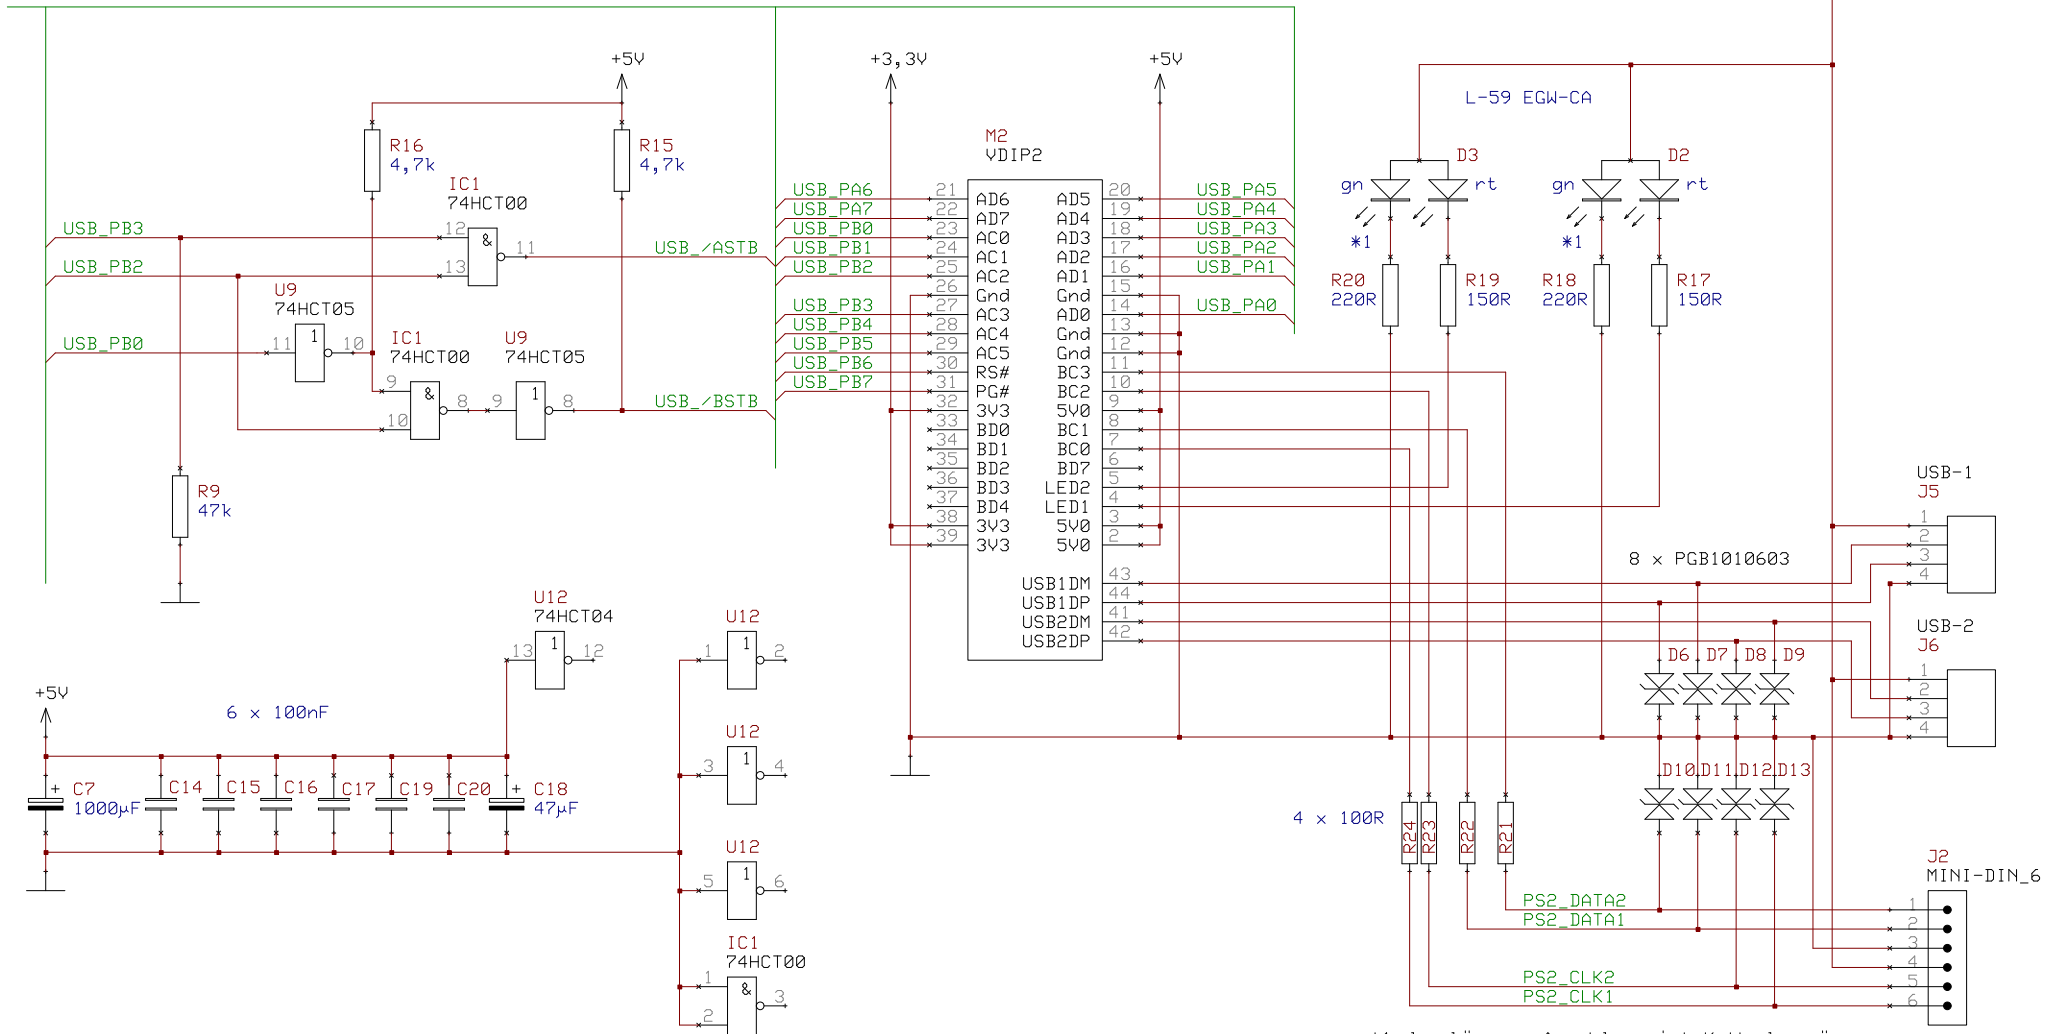 +5V
+3,3V
+5V
L-59 EGW-CA
R16
4,7k
R15
4,7k
M2
VDIP2
D3
D2
gn
rt
gn
rt
*1
*1
IC1
74HCT00
USB_PB3
12
&
13
11
USB_/ASTB
USB_PB2
U9
74HCT05
USB_PB0
11
1
10
IC1
74HCT00
9
&
10
8
U9
74HCT05
9
1
8
USB_/BSTB
R9
47k
USB_PA6 21 AD6
USB_PA7 22 AD7
USB_PB0 23 AC0
USB_PB1 24 AC1
USB_PB2 25 AC2
26 Gnd
USB_PB3 27 AC3
USB_PB4 28 AC4
USB_PB5 29 AC5
USB_PB6 30 RS#
USB_PB7 31 PG#
32 3V3
33 BD0
34 BD1
35 BD2
36 BD3
37 BD4
38 3V3
39 3V3
AD5 20 USB_PA5
AD4 19 USB_PA4
AD3 18 USB_PA3
AD2 17 USB_PA2
AD1 16 USB_PA1
Gnd 15
AD0 14 USB_PA0
Gnd 13
Gnd 12
BC3 11
BC2 10
5V0 9
BC1 8
BC0 7
BD7 6
LED2 5
LED1 4
5V0 3
5V0 2
USB1DM 43
USB1DP 44
USB2DM 41
USB2DP 42
R20
220R
R19
150R
R18
220R
R17
150R
USB-1
J5
1
2
3
4
8 x PGB1010603
USB-2
J6
1
2
3
4
D6 D7 D8 D9
D10 D11 D12 D13
U12
74HCT04
13
1
12
U12
1
1
2
U12
3
1
4
U12
5
1
6
IC1
74HCT00
1
&
2
3
+5V
6 x 100nF
+
C7
1000µF
C14
C15
C16
C17
C19
C20
+
C18
47µF
4 x 100R
R24
R23
R22
R21
J2
MINI-DIN_6
PS2_DATA2
PS2_DATA1
PS2_CLK2
PS2_CLK1
1
2
3
4
5
6